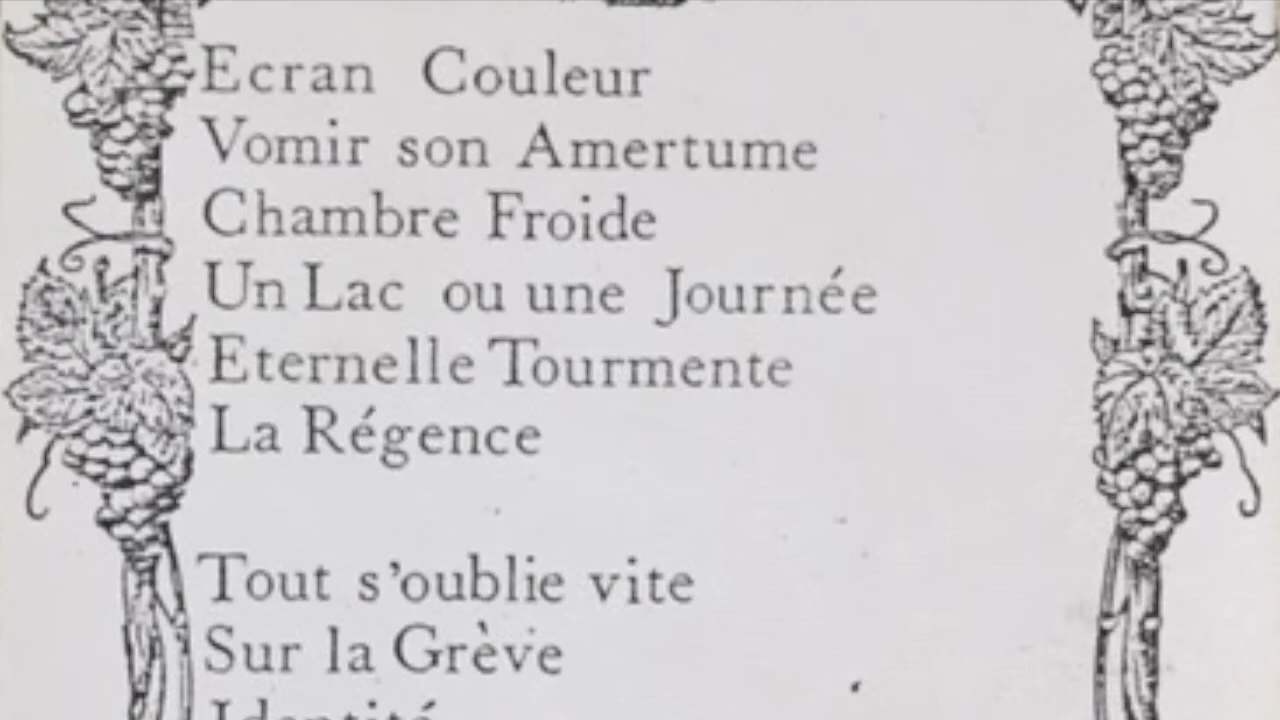 Ecran Couleur
Vomir son Amertume
Chambre Froide
Un Lac ou une Journée
Eternelle Tourmente
La Régence
Tout s'oublie vite
Sur la Grève
Identité